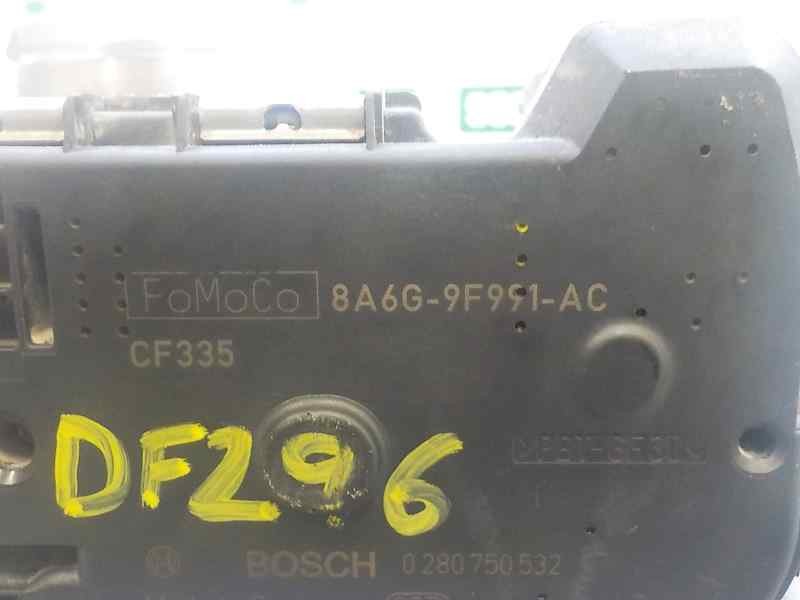 FoMoCo 8A6G-9F991-AC
CF335
DF296
BOSCH 0 280 750 532